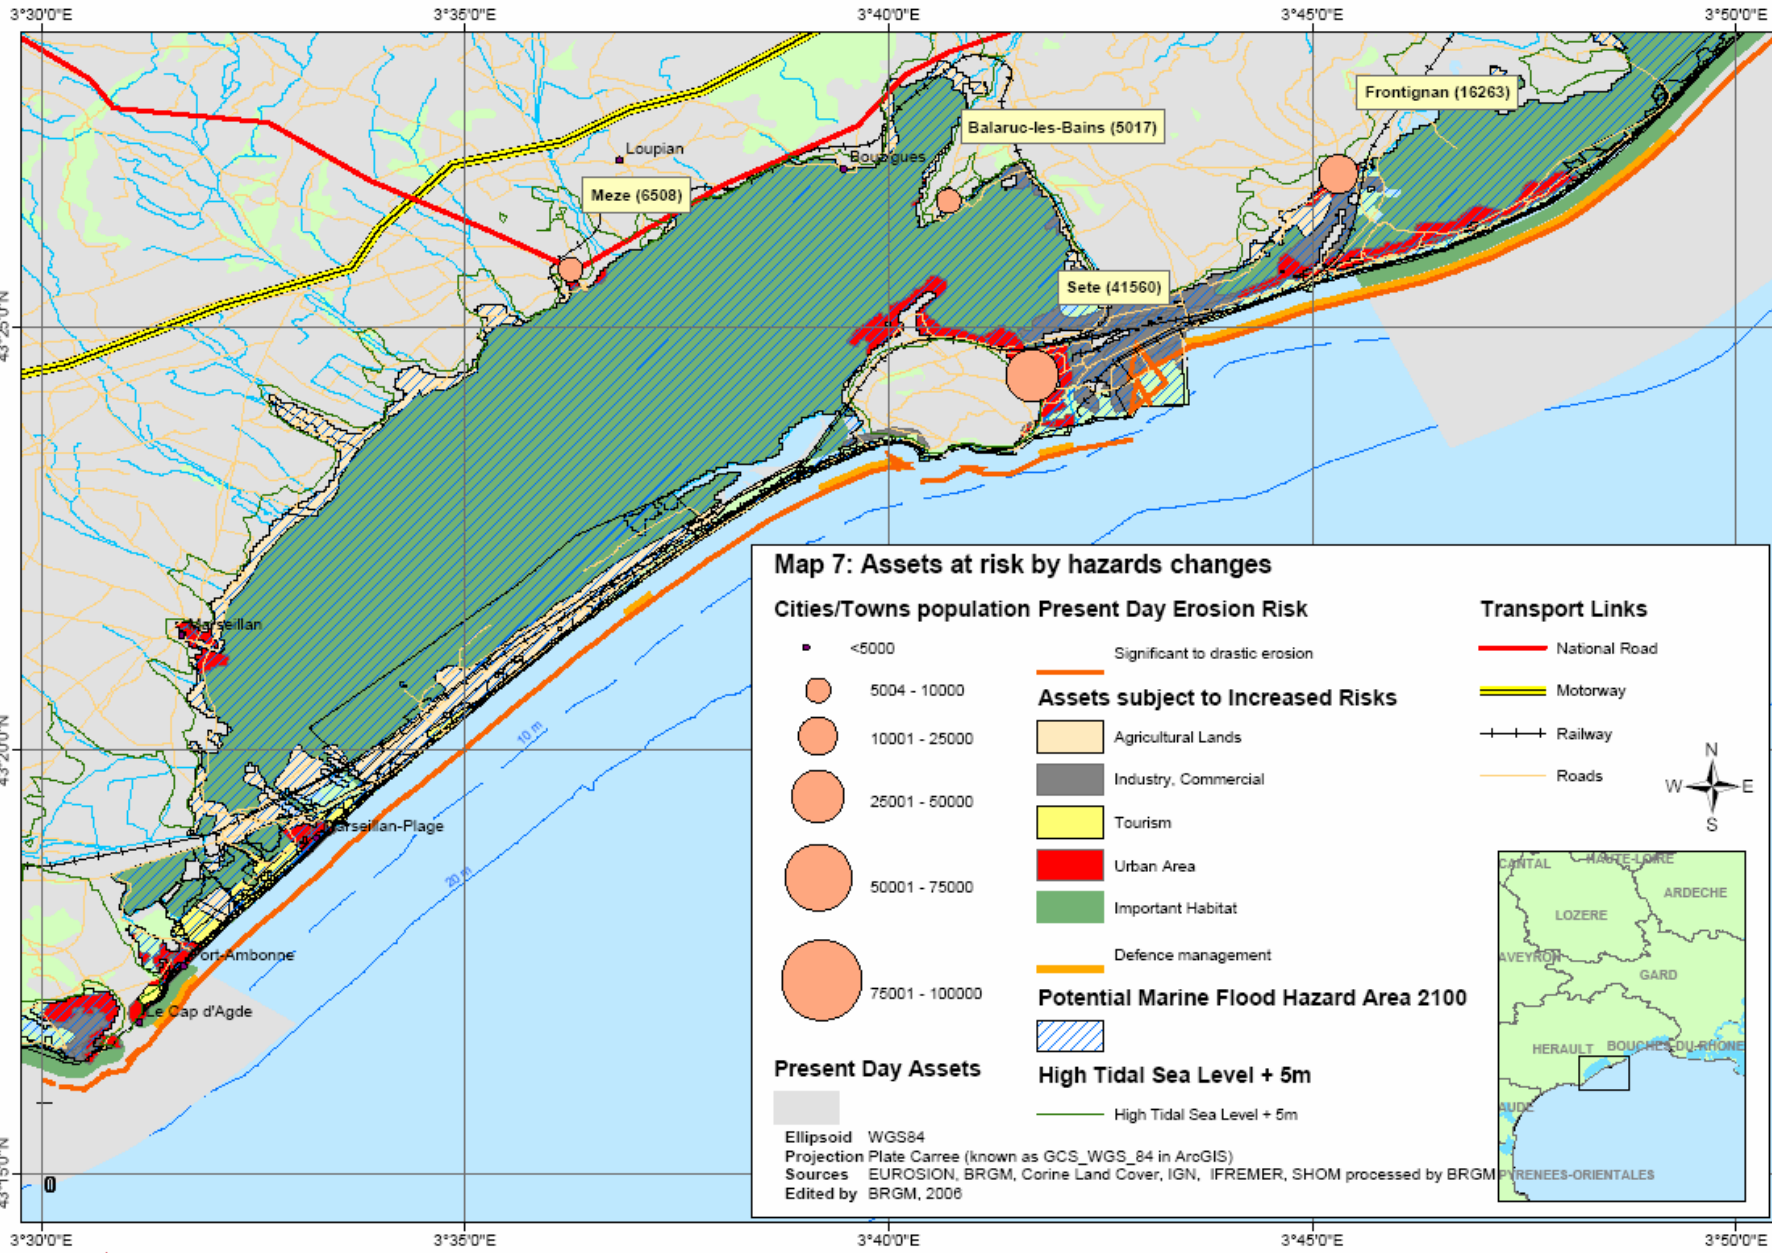 3°30'0"E 3°35'0"E 3°40'0"E 3°45'0"E 3°50'0"E
Frontignan (16263)
Balaruc-les-Bains (5017)
Loupian
Bouzigues
Meze (6508)
Sete (41560)
43°25'0"N
Marseillan
10 m
43°20'0"N
Marseillan-Plage
20 m
Port-Ambonne
Le Cap d'Agde
43°15'0"N
0
Map 7: Assets at risk by hazards changes
Cities/Towns population
<5000
5004 - 10000
10001 - 25000
25001 - 50000
50001 - 75000
75001 - 100000
Present Day Assets
Present Day Erosion Risk
Significant to drastic erosion
Assets subject to Increased Risks
Agricultural Lands
Industry, Commercial
Tourism
Urban Area
Important Habitat
Defence management
Potential Marine Flood Hazard Area 2100
High Tidal Sea Level + 5m
High Tidal Sea Level + 5m
Transport Links
National Road
Motorway
Railway
Roads
N
W E
S
CANTAL HAUTE-LOIRE
ARDECHE
LOZERE
AVEYRON
GARD
HERAULT BOUCHES-DU-RHONE
AUDE
PYRENEES-ORIENTALES
Ellipsoid WGS84
Projection Plate Carree (known as GCS_WGS_84 in ArcGIS)
Sources EUROSION, BRGM, Corine Land Cover, IGN, IFREMER, SHOM processed by BRGM
Edited by BRGM, 2006
3°30'0"E 3°35'0"E 3°40'0"E 3°45'0"E 3°50'0"E